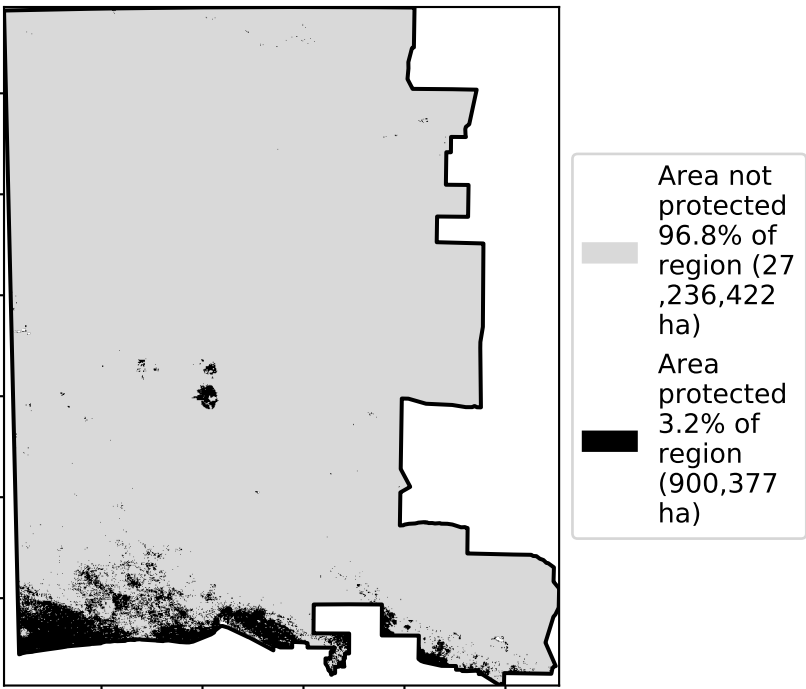 Area not
protected
96.8% of
region (27
,236,422
ha)
Area
protected
3.2% of
region
(900,377
ha)